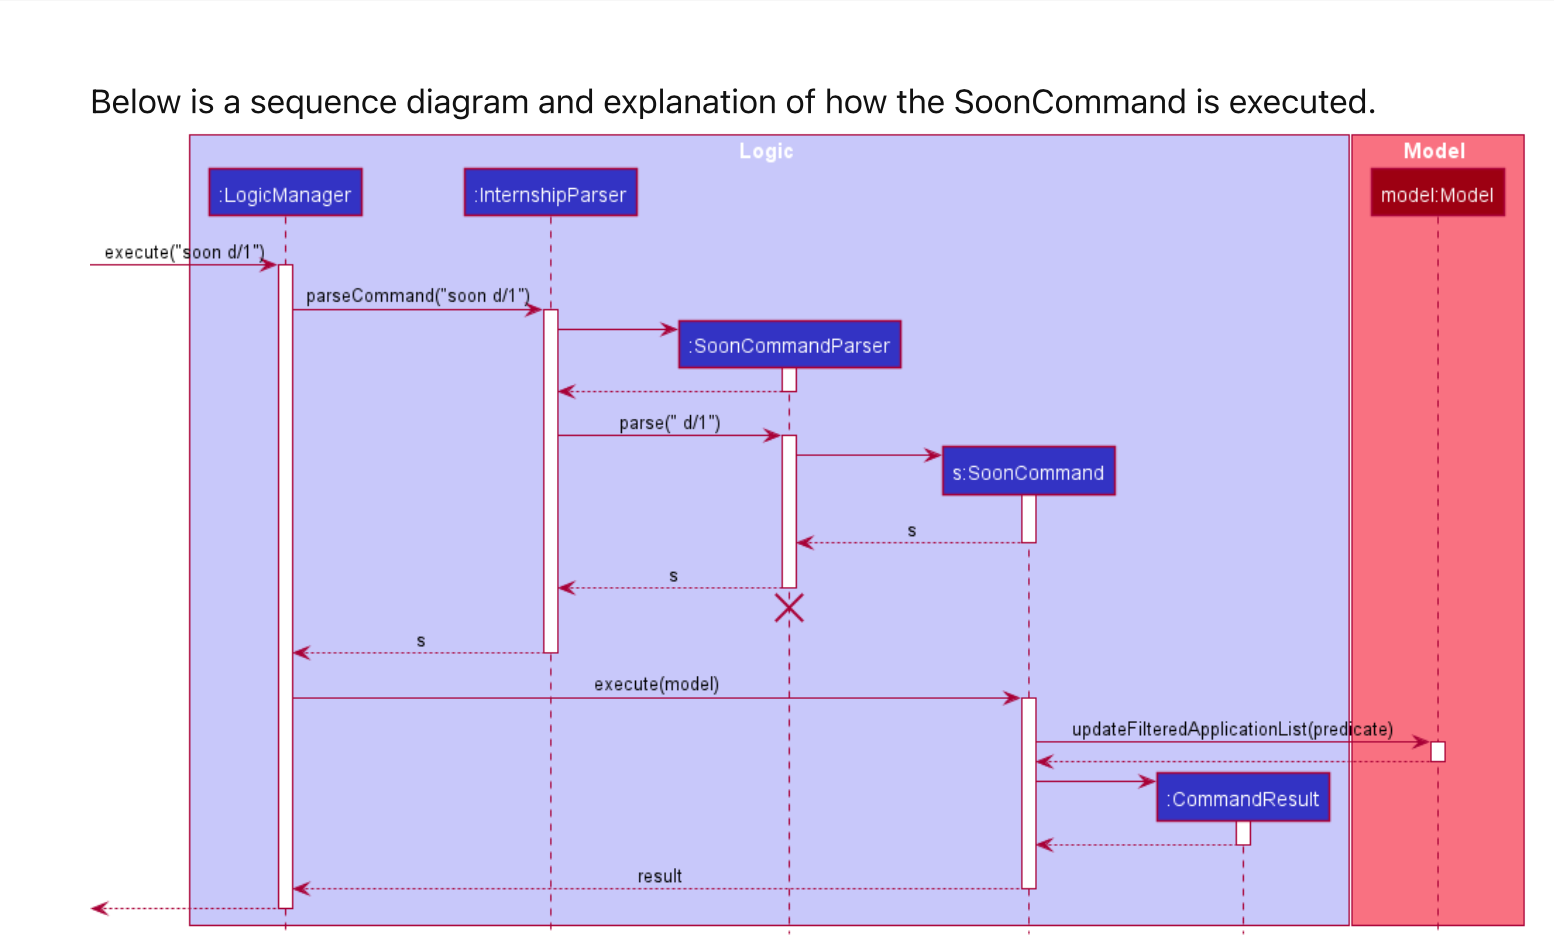 Below is a sequence diagram and explanation of how the SoonCommand is executed.
Logic
Model
:LogicManager
:InternshipParser
model:Model
execute("soon d/1")
parseCommand("soon d/1")
:SoonCommandParser
parse(" d/1")
s:SoonCommand
s
s
s
execute(model)
updateFilteredApplicationList(predicate)
:CommandResult
result